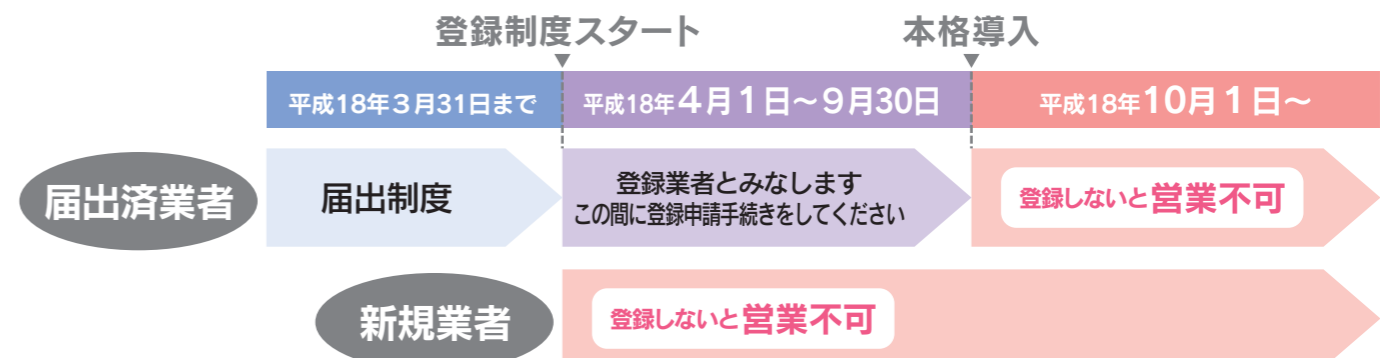 登録制度スタート
本格導入
平成18年3月31日まで
平成18年4月1日〜9月30日
平成18年10月1日〜
届出済業者
届出制度
登録業者とみなします
この間に登録申請手続きをしてください
登録しないと営業不可
新規業者
登録しないと営業不可